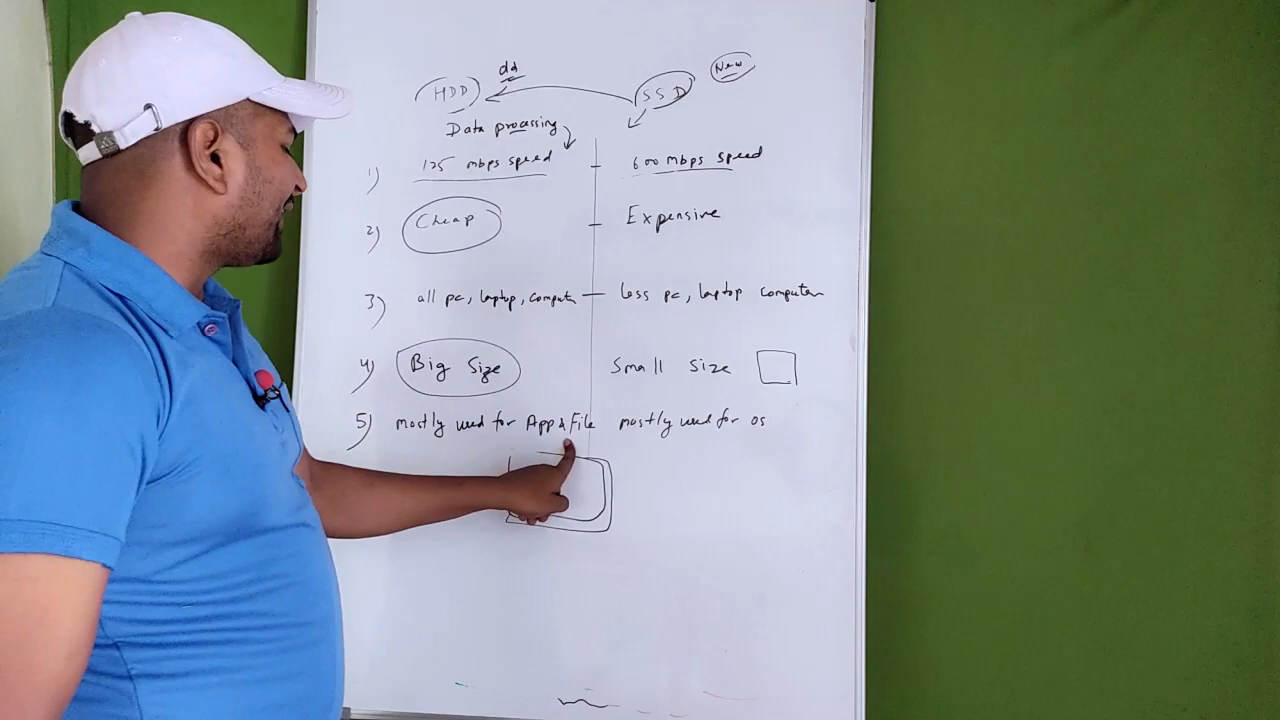 old
New
HDD SSD
Data processing
1) 125 mbps speed 600 mbps speed
2) Cheap Expensive
3) all pc, laptop, computer less pc, laptop computer
4) Big Size Small size
5) mostly used for App & File mostly used for os